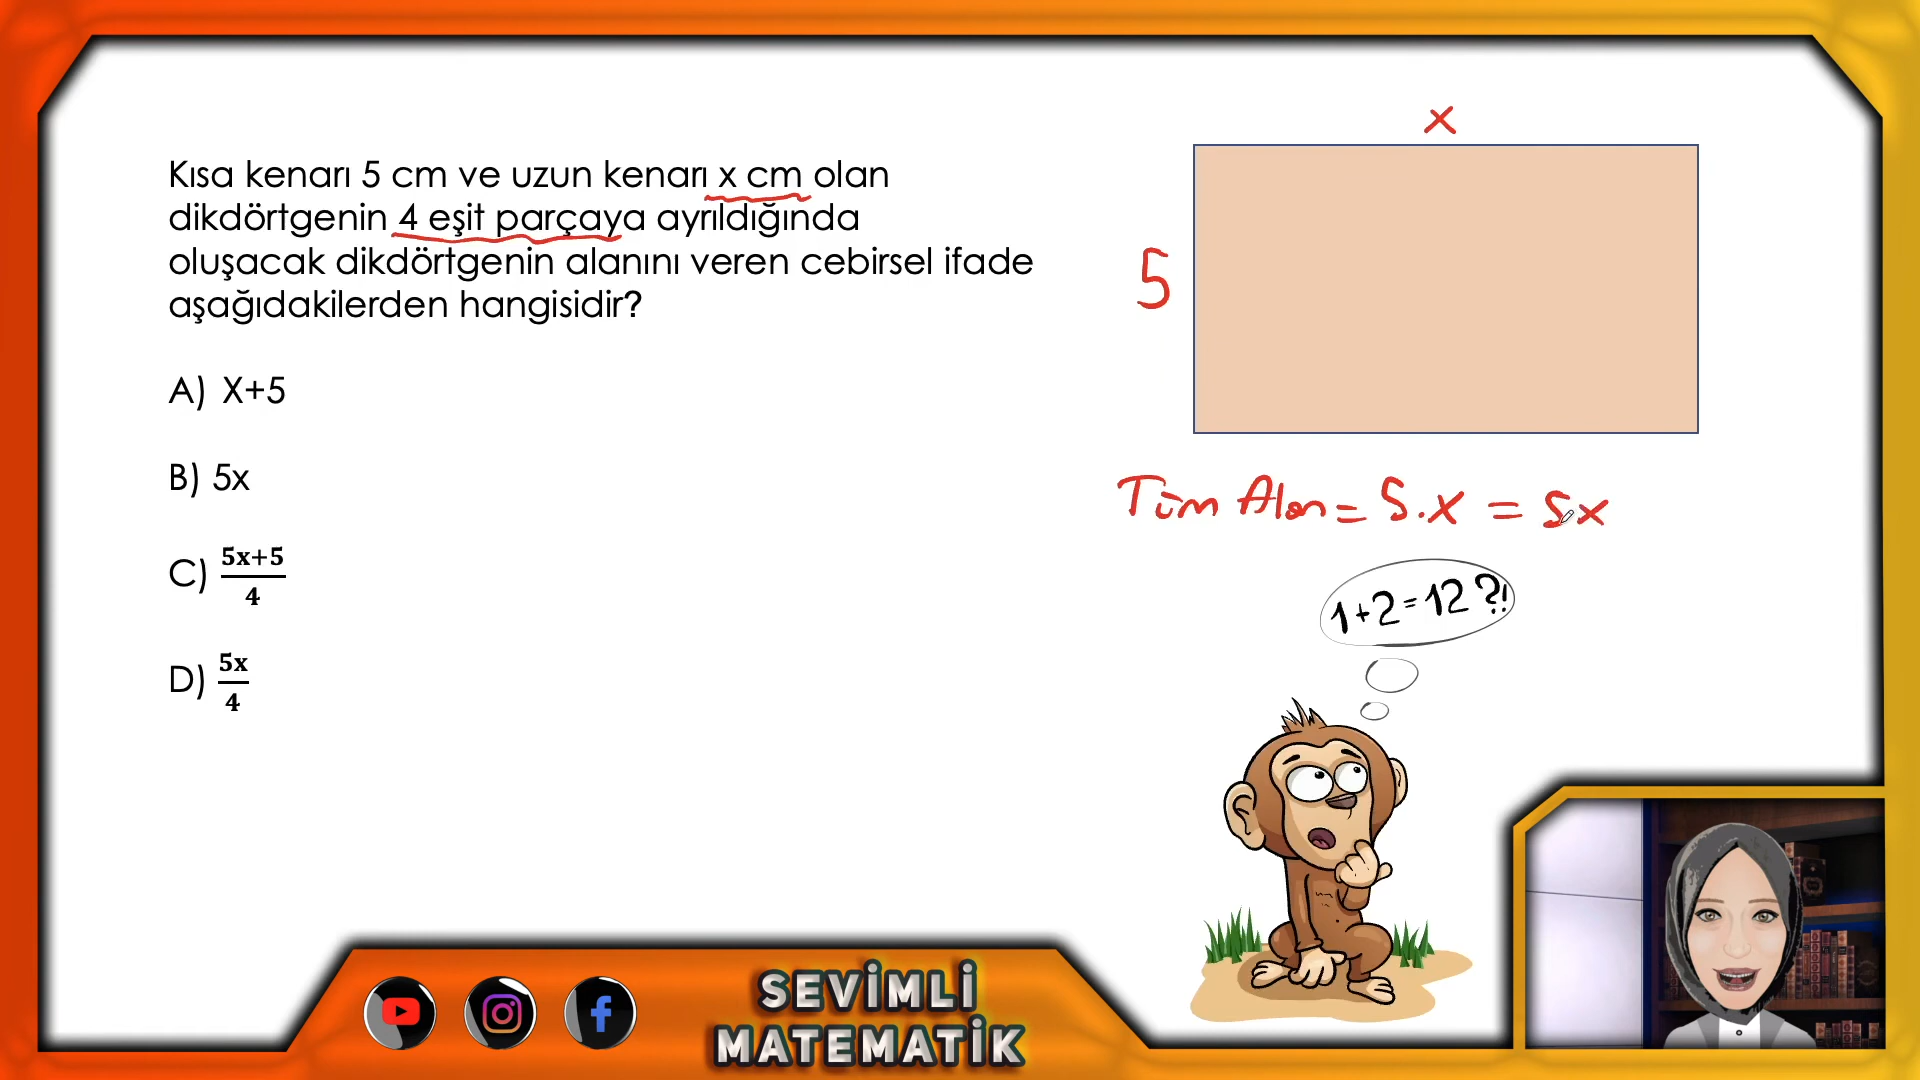 Kısa kenarı 5 cm ve uzun kenarı x cm olan
dikdörtgenin 4 eşit parçaya ayrıldığında
oluşacak dikdörtgenin alanını veren cebirsel ifade
aşağıdakilerden hangisidir?
A) X+5
B) 5x
C) 5x+5
4
D) 5x
4
x
5
Tüm Alan = 5.x = 5x
1+2=12?!
SEVİMLİ
MATEMATİK